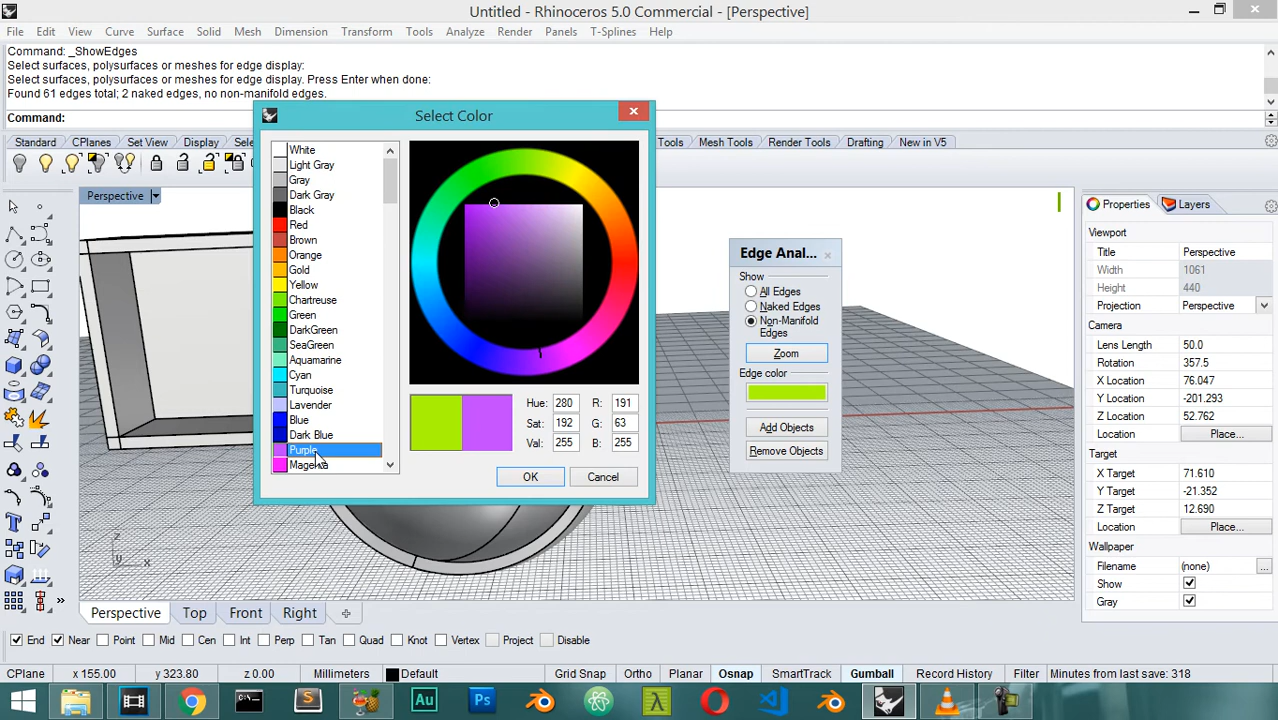 Untitled - Rhinoceros 5.0 Commercial - [Perspective]
File Edit View Curve Surface Solid Mesh Dimension Transform Tools Analyze Render Panels T-Splines Help
Command: _ShowEdges
Select surfaces, polysurfaces or meshes for edge display:
Select surfaces, polysurfaces or meshes for edge display. Press Enter when done:
Found 61 edges total; 2 naked edges, no non-manifold edges.
Command:
Standard CPlanes Set View Display Tools Mesh Tools Render Tools Drafting New in V5
Select Color
White
Light Gray
Gray
Dark Gray
Black
Red
Brown
Orange
Gold
Yellow
Chartreuse
Green
DarkGreen
SeaGreen
Aquamarine
Cyan
Turquoise
Lavender
Blue
Dark Blue
Purple
Hue: 280 R: 191
Sat: 192 G: 63
Val: 255 B: 255
OK Cancel
Perspective
Edge Anal...
Show
All Edges
Naked Edges
Non-Manifold
Edges
Zoom
Edge color
Add Objects
Remove Objects
Properties Layers
Viewport
Title Perspective
Width 1061
Height 440
Projection Perspective
Camera
Lens Length 50.0
Rotation 357.5
X Location 76.047
Y Location -201.293
Z Location 52.762
Location Place...
Target
X Target 71.610
Y Target -21.352
Z Target 12.690
Location Place...
Wallpaper
Filename (none) ...
Show
Gray
z
y x
Perspective Top Front Right
End Near Point Mid Cen Int Perp Tan Quad Knot Vertex Project Disable
CPlane x 155.00 y 323.80 z 0.00 Millimeters Default Grid Snap Ortho Planar Osnap SmartTrack Gumball Record History Filter Minutes from last save: 318
Au Ps